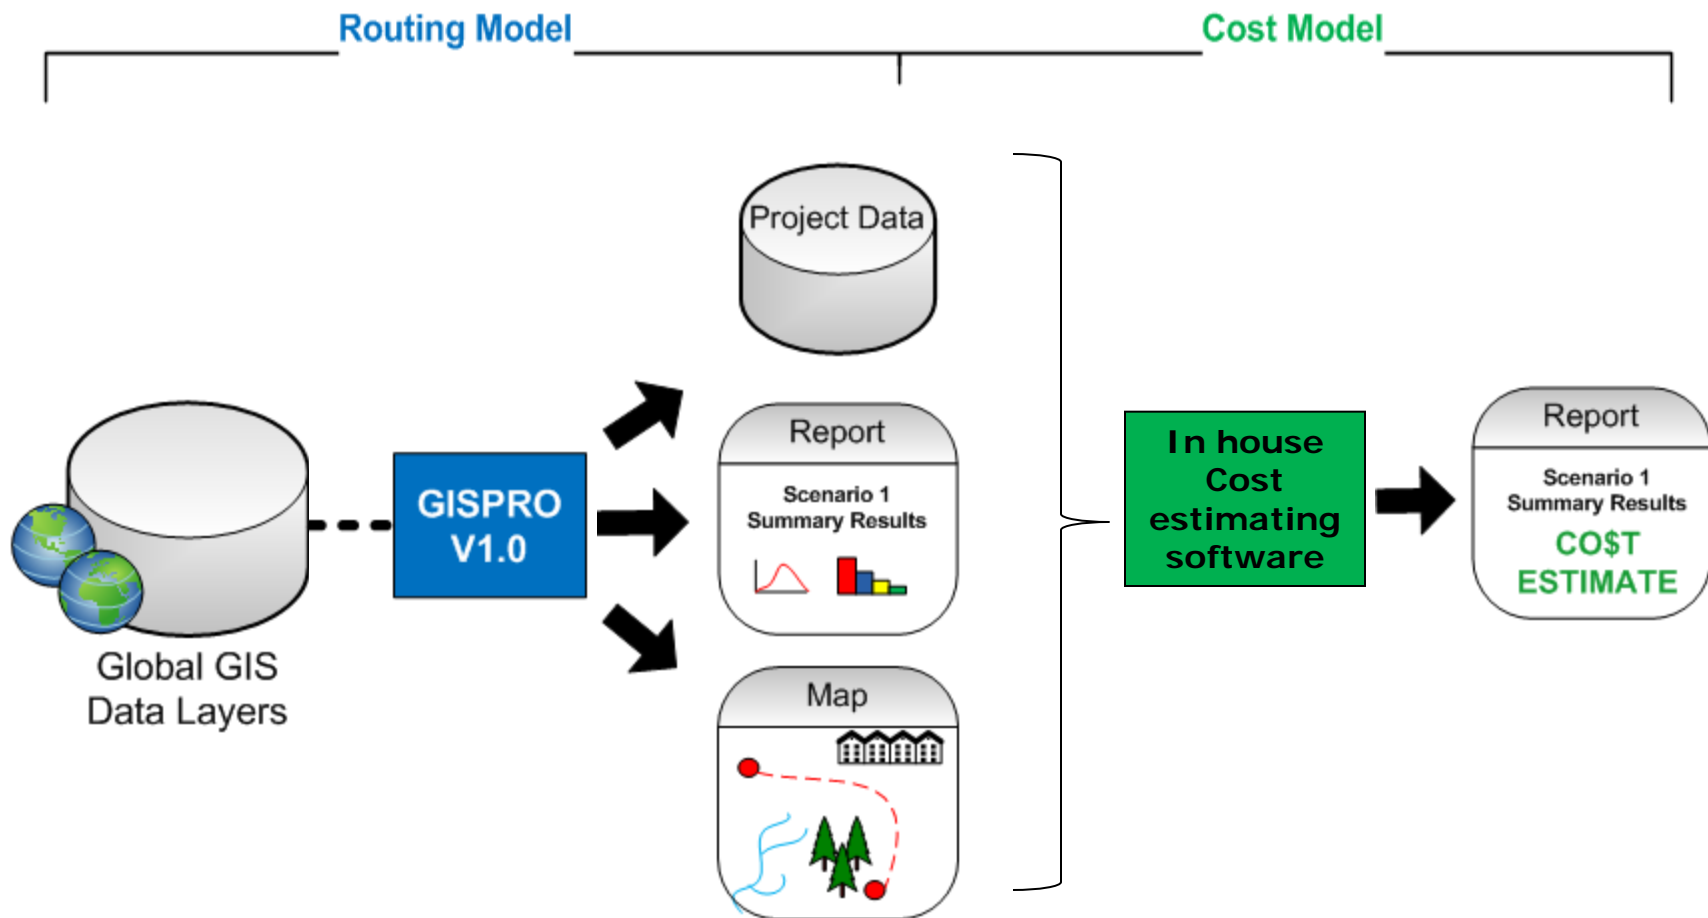 Routing Model
Cost Model
Project Data
Global GIS
Data Layers
GISPRO
V1.0
Report
Scenario 1
Summary Results
Map
In house
Cost
estimating
software
Report
Scenario 1
Summary Results
CO$T
ESTIMATE